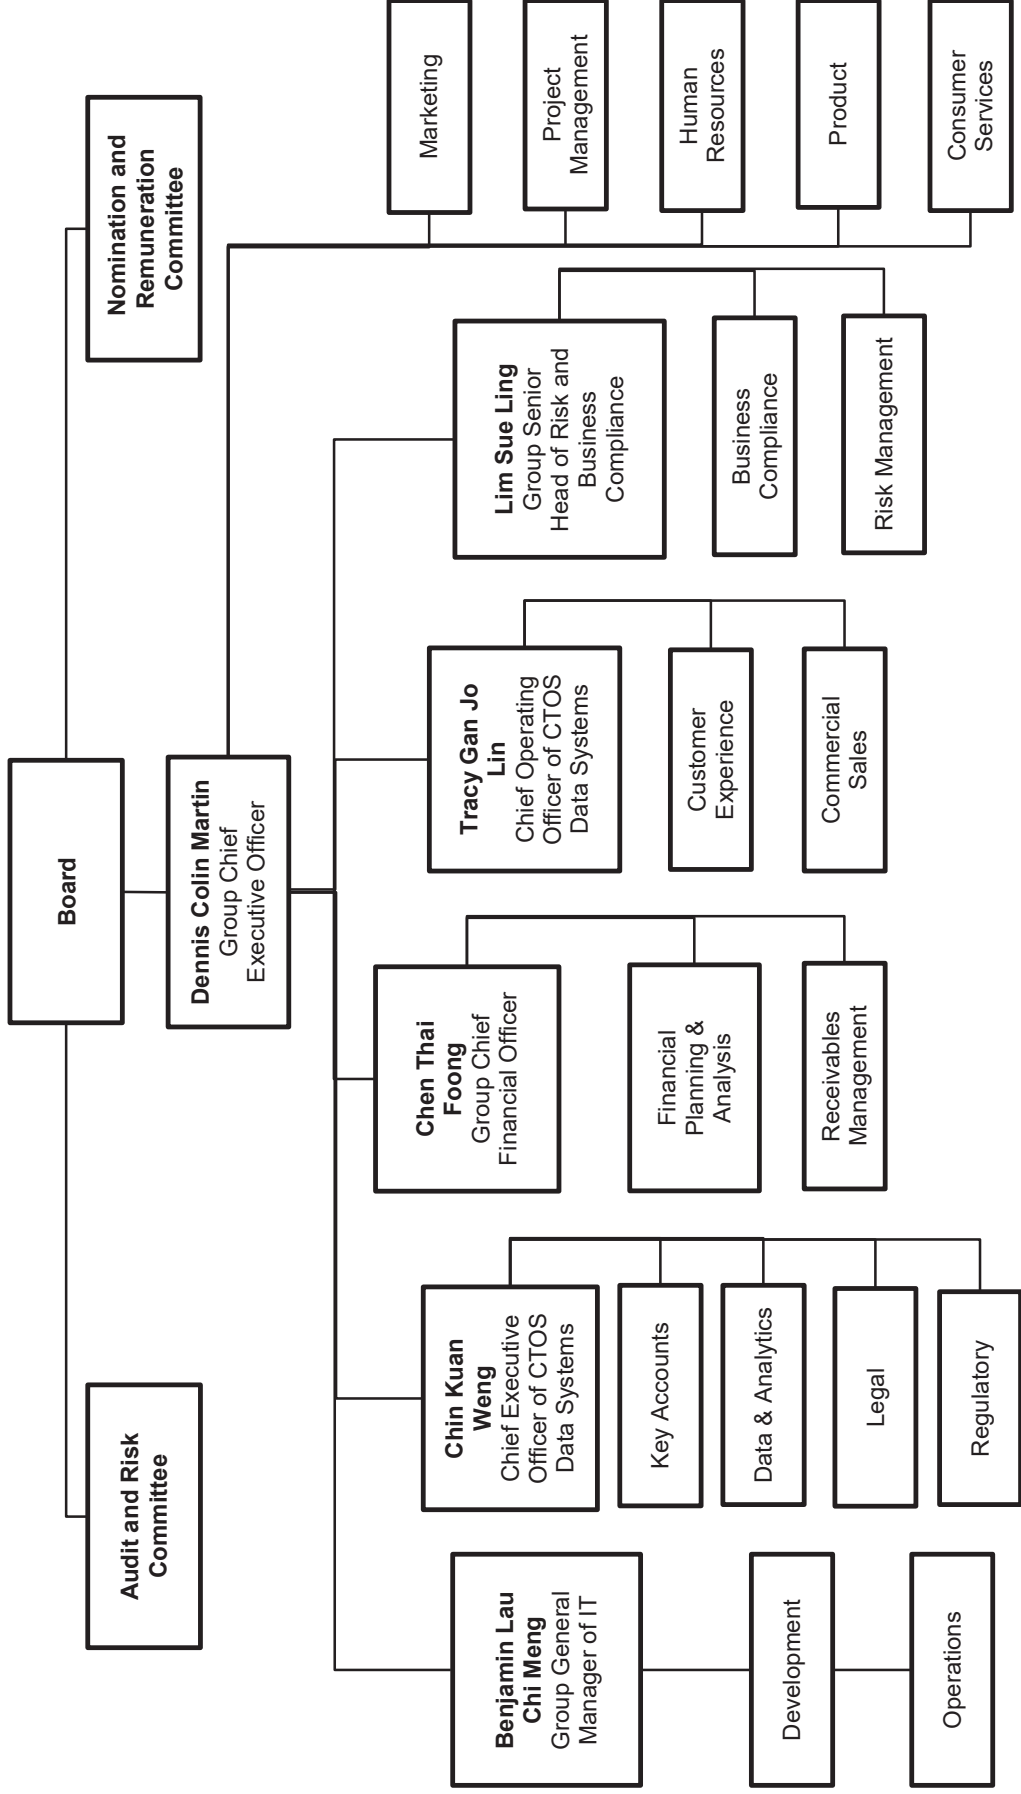 Board
Audit and Risk
Committee
Nomination and
Remuneration
Committee
Dennis Colin Martin
Group Chief
Executive Officer
Benjamin Lau
Chi Meng
Group General
Manager of IT
Development
Operations
Chin Kuan
Weng
Chief Executive
Officer of CTOS
Data Systems
Key Accounts
Data & Analytics
Legal
Regulatory
Chen Thai
Foong
Group Chief
Financial Officer
Financial
Planning &
Analysis
Receivables
Management
Tracy Gan Jo
Lin
Chief Operating
Officer of CTOS
Data Systems
Customer
Experience
Commercial
Sales
Lim Sue Ling
Group Senior
Head of Risk and
Business
Compliance
Business
Compliance
Risk Management
Marketing
Project
Management
Human
Resources
Product
Consumer
Services